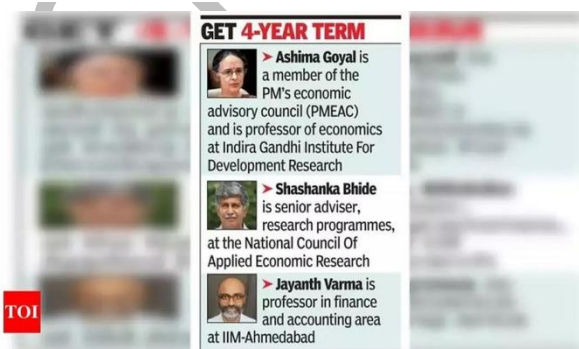 GET 4-YEAR TERM
➤ Ashima Goyal is
a member of the
PM's economic
advisory council (PMEAC)
and is professor of economics
at Indira Gandhi Institute For
Development Research
➤ Shashanka Bhide
is senior adviser,
research programmes,
at the National Council Of
Applied Economic Research
➤ Jayanth Varma is
professor in finance
and accounting area
at IIM-Ahmedabad
TOI